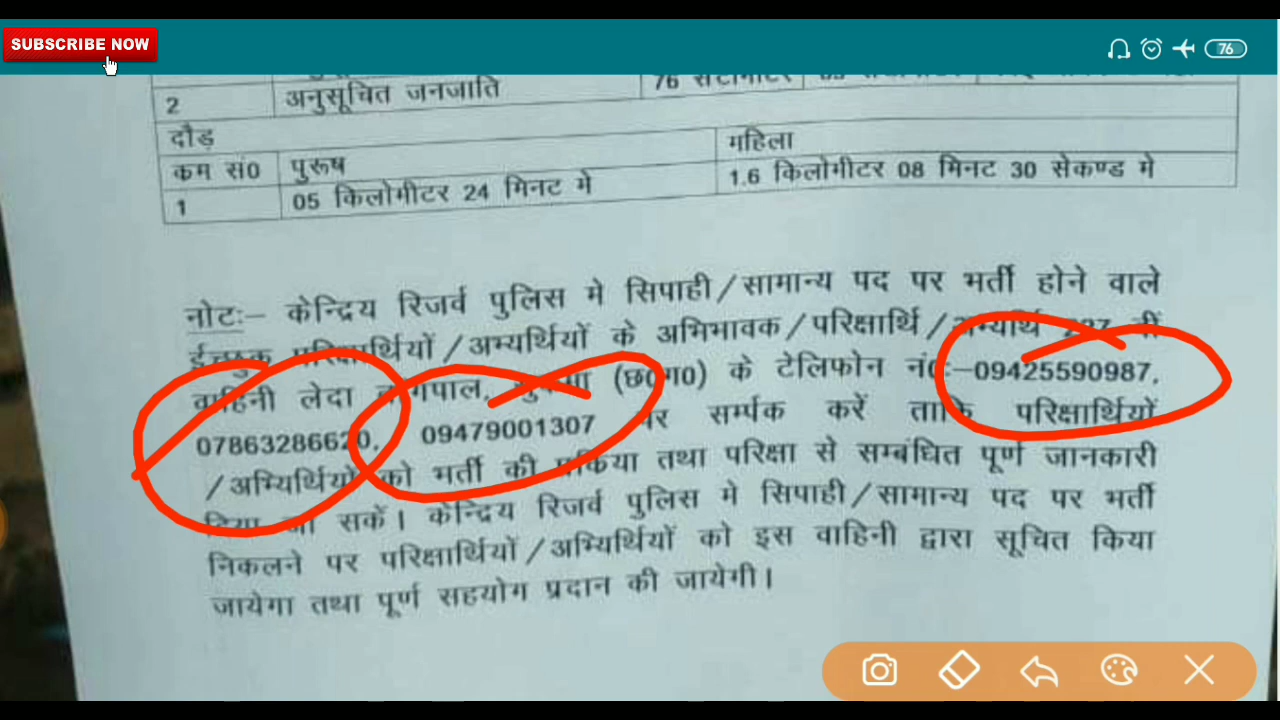 SUBSCRIBE NOW
76
2 अनुसूचित जनजाति 76 सेंटीमीटर
दौड़
कम सं0 पुरूष महिला
1 05 किलोमीटर 24 मिनट मे 1.6 किलोमीटर 08 मिनट 30 सेकण्ड मे
नोटः– केन्द्रिय रिजर्व पुलिस मे सिपाही/सामान्य पद पर भर्ती होने वाले
ईच्छुक परिक्षार्थियों/अभ्यर्थियों के अभिभावक/परिक्षार्थि/अभ्यर्थि 227 वीं
वाहिनी लेदा (छ0ग0) के टेलिफोन नं0:–09425590987,
07863286620, 09479001307 पर सर्म्पक करें ताकि परिक्षार्थियों
/अभ्यिर्थियों को भर्ती की प्रकिया तथा परिक्षा से सम्बंधित पूर्ण जानकारी
दिया जा सकें। केन्द्रिय रिजर्व पुलिस मे सिपाही/सामान्य पद पर भर्ती
निकलने पर परिक्षार्थियों/अभ्यिर्थियों को इस वाहिनी द्वारा सूचित किया
जायेगा तथा पूर्ण सहयोग प्रदान की जायेगी।